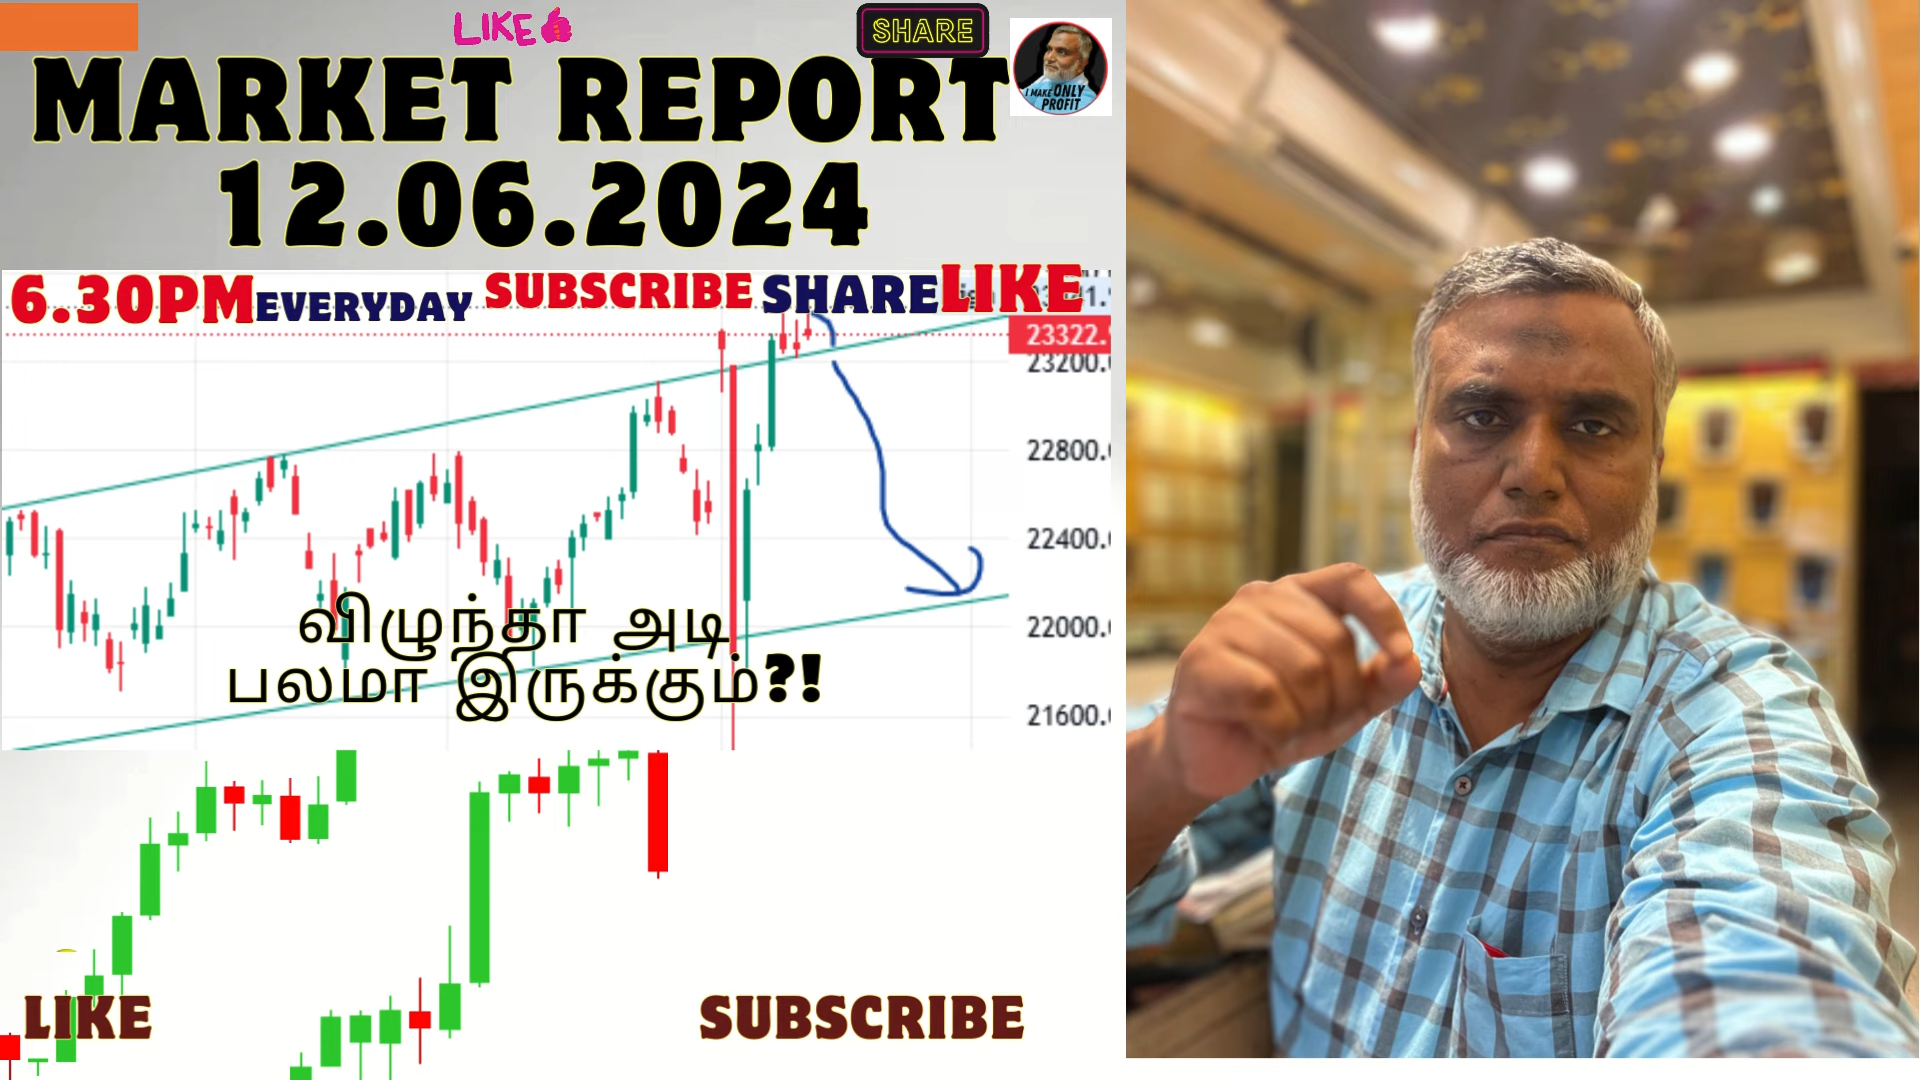 LIKE
SHARE
MARKET REPORT
I MAKE ONLY
PROFIT
12.06.2024
6.30PM EVERYDAY SUBSCRIBE SHARE LIKE
23322.
23200.
22800.
22400.
22000.
21600.
விழுந்தா அடி
பலமா இருக்கும்?!
LIKE
SUBSCRIBE